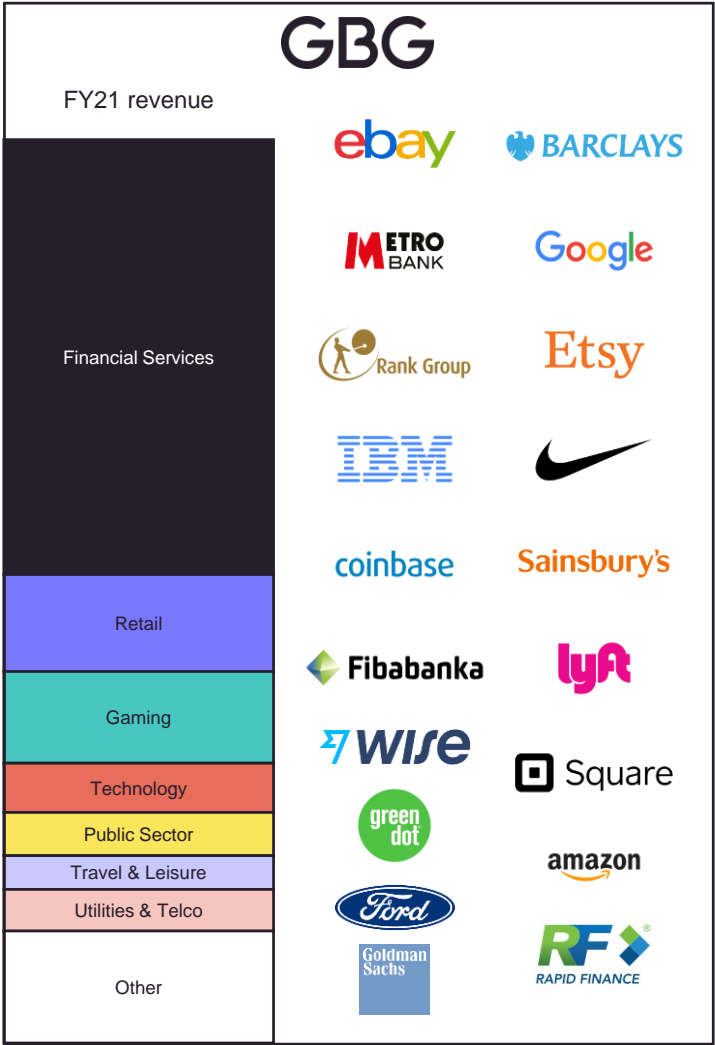 GBG
FY21 revenue
Financial Services
Retail
Gaming
Technology
Public Sector
Travel & Leisure
Utilities & Telco
Other
ebay
BARCLAYS
METRO
BANK
Google
Rank Group
Etsy
IBM
coinbase
Sainsbury's
Fibabanka
lyft
WISE
Square
green
dot
amazon
Ford
RF®
RAPID FINANCE
Goldman
Sachs